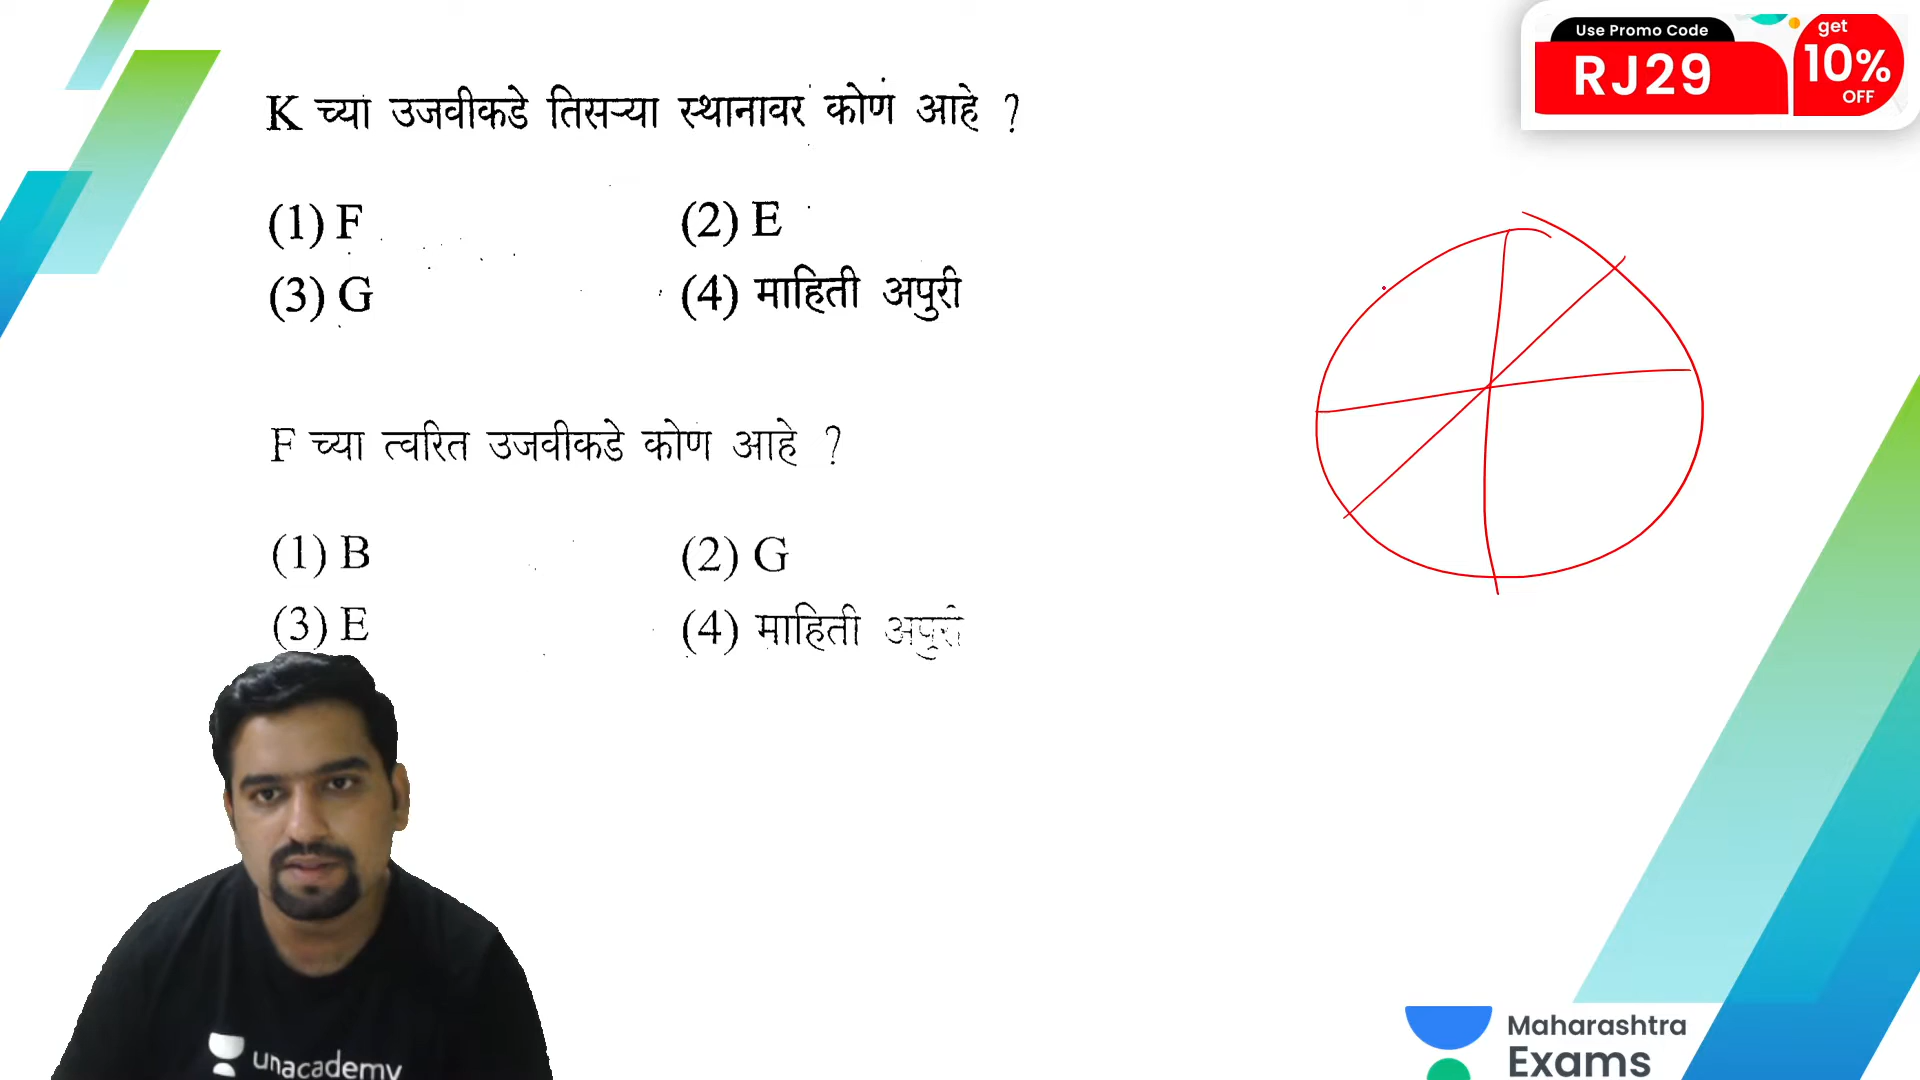 Use Promo Code
RJ29
get
10%
OFF
K च्या उजवीकडे तिसऱ्या स्थानावर कोण आहे ?
(1) F (2) E
(3) G (4) माहिती अपुरी
F च्या त्वरित उजवीकडे कोण आहे ?
(1) B (2) G
(3) E (4) माहिती अपुरी
unacademy
Maharashtra
Exams